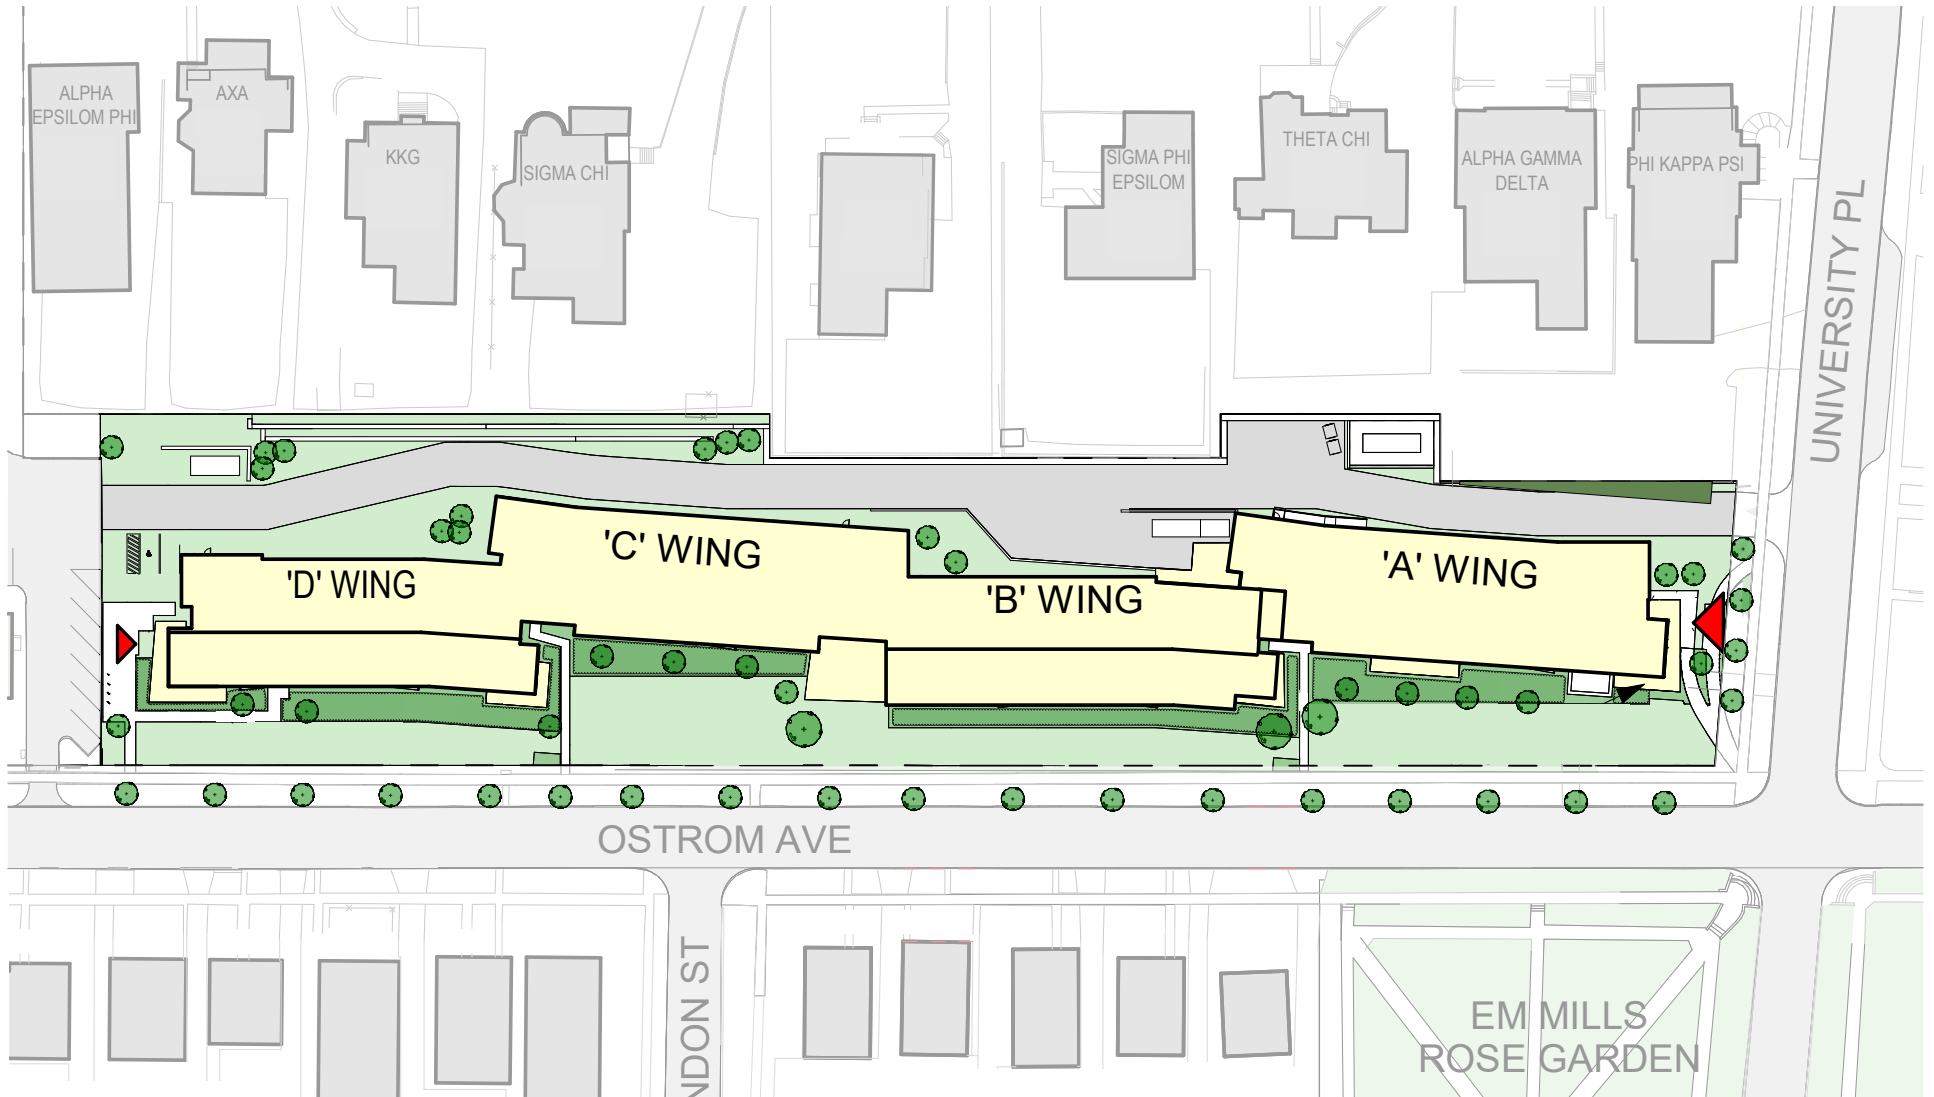 ALPHA
EPSILOM PHI
AXA
KKG
SIGMA CHI
SIGMA PHI
EPSILOM
THETA CHI
ALPHA GAMMA
DELTA
PHI KAPPA PSI
UNIVERSITY PL
'C' WING
'D' WING
'B' WING
'A' WING
OSTROM AVE
NDON ST
EM MILLS
ROSE GARDEN